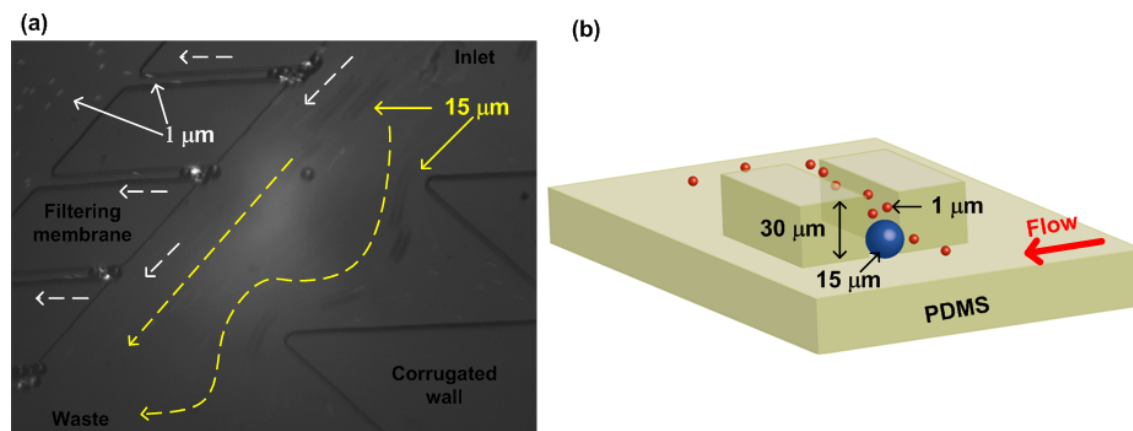 (a)
Inlet
15 μm
1 μm
Filtering
membrane
Corrugated
wall
Waste
(b)
1 μm
30 μm
Flow
15 μm
PDMS